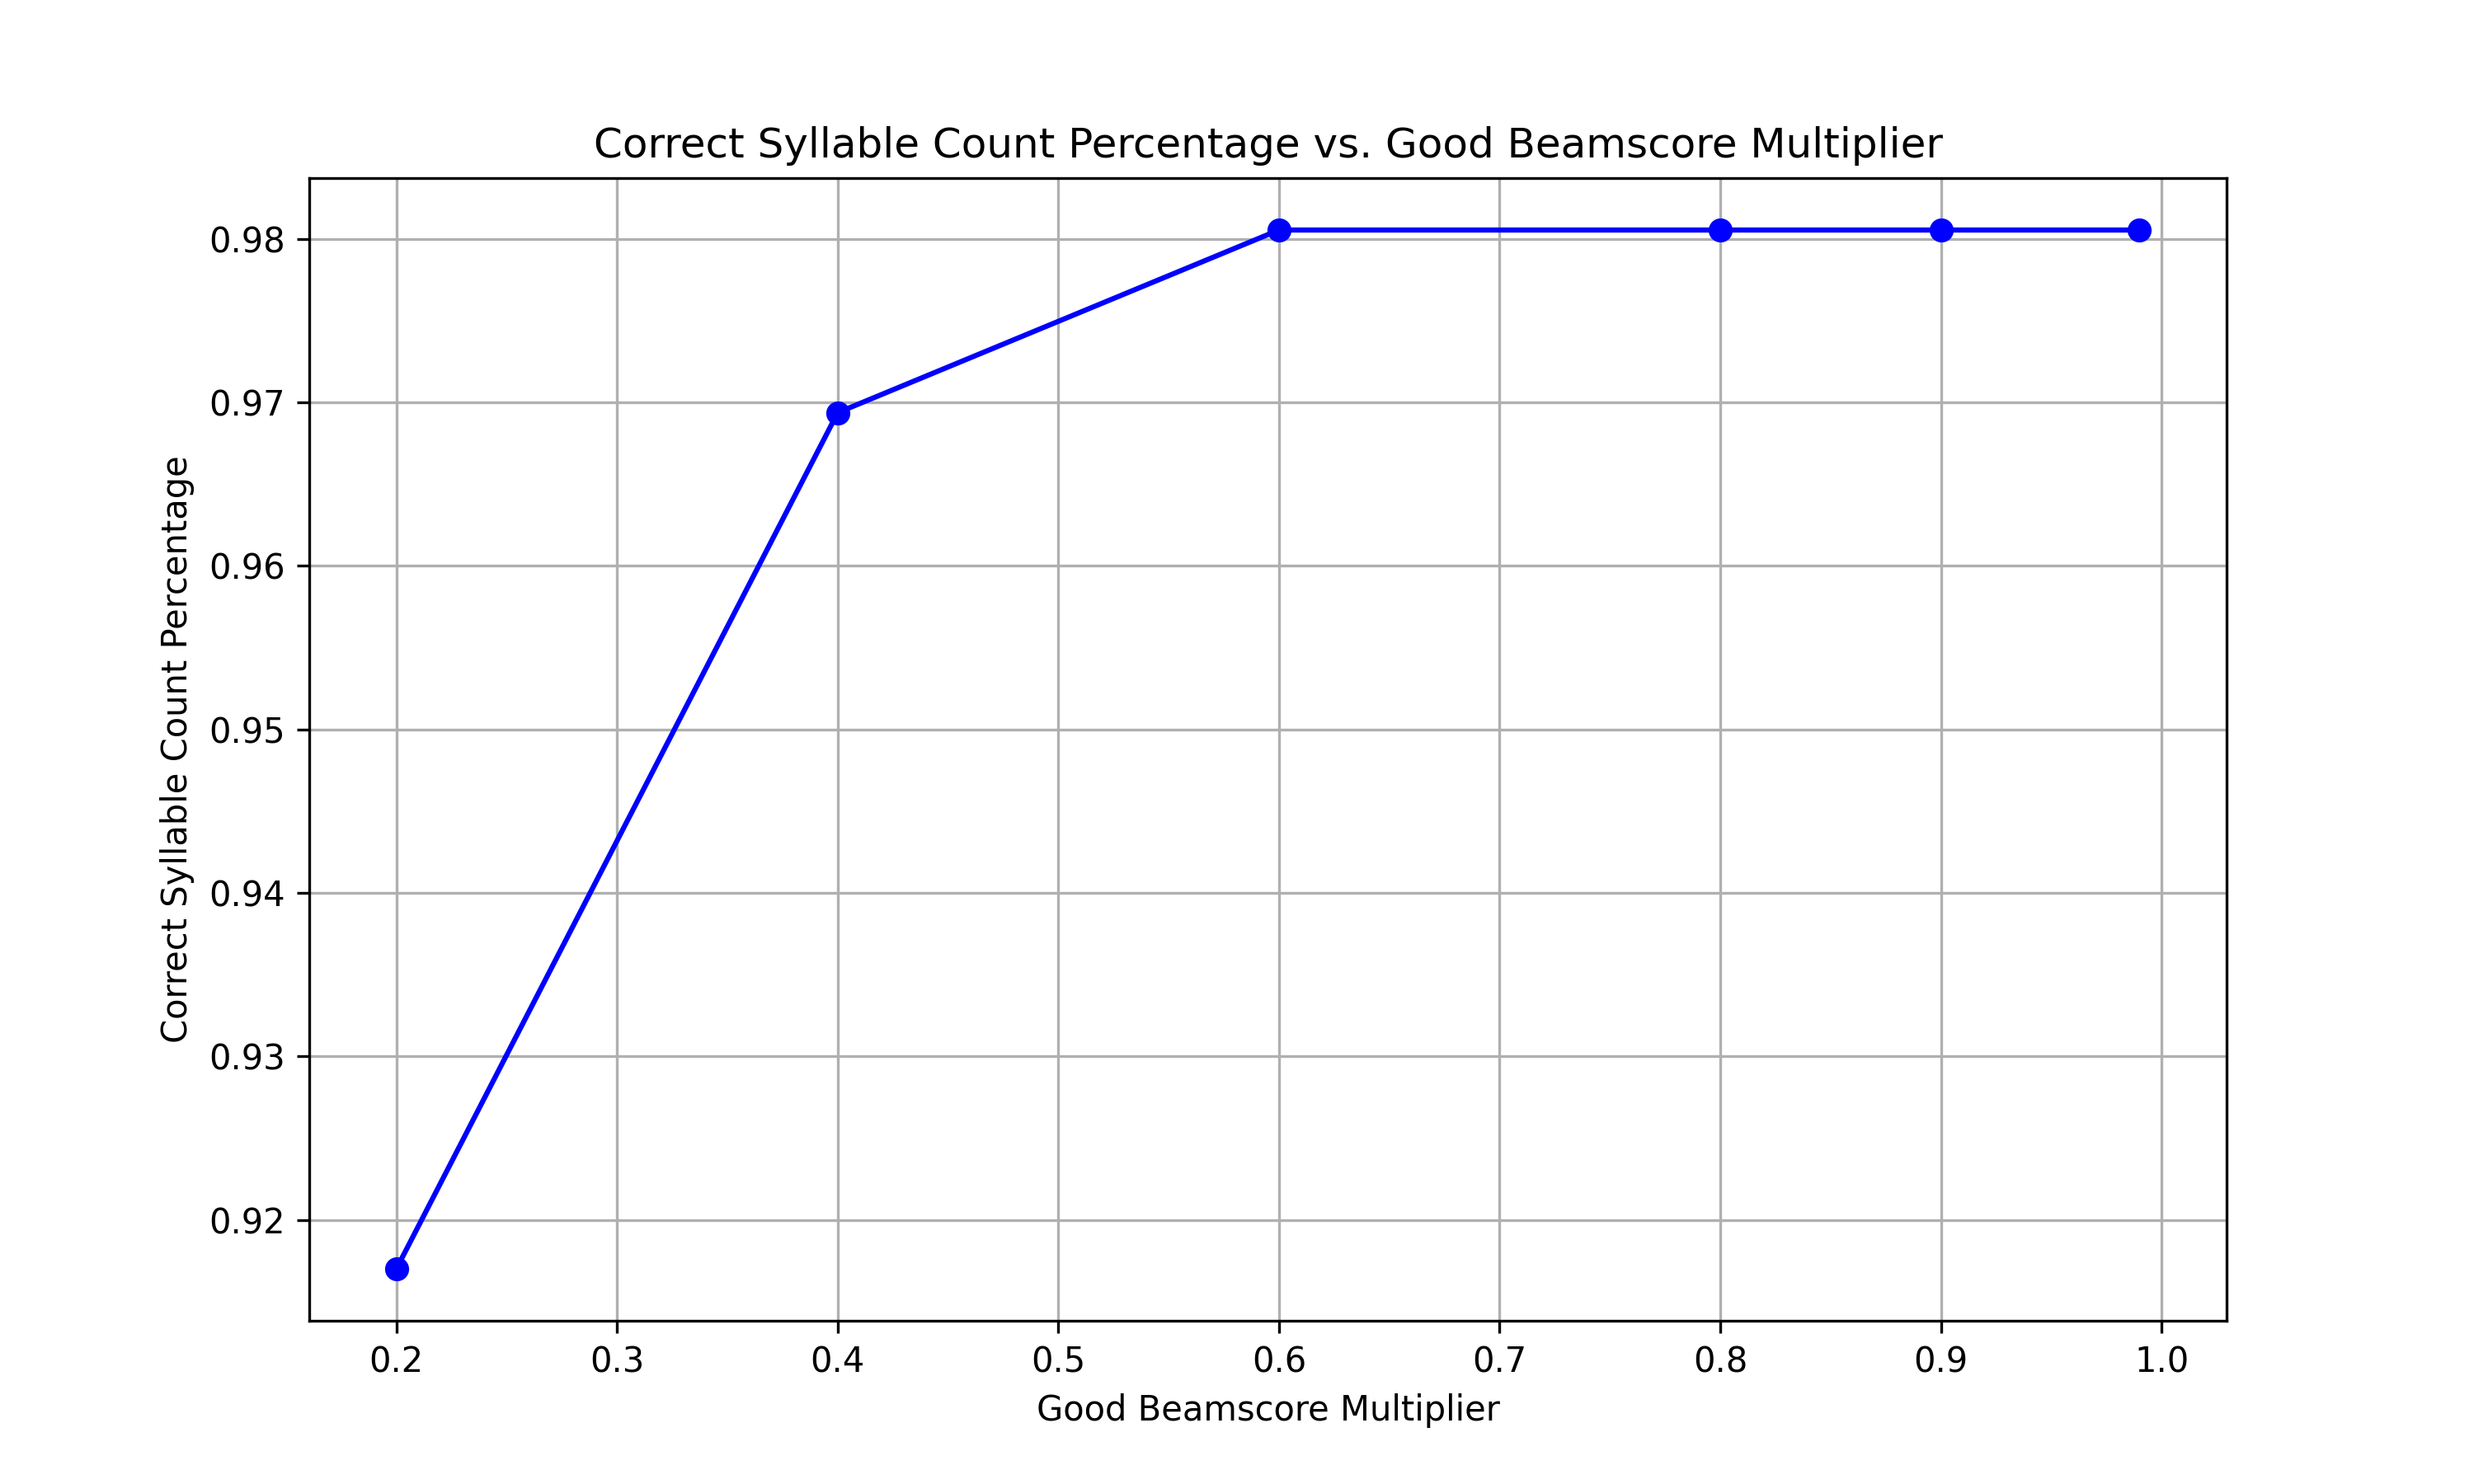 Correct Syllable Count Percentage vs. Good Beamscore Multiplier
Correct Syllable Count Percentage
0.98
0.97
0.96
0.95
0.94
0.93
0.92
0.2 0.3 0.4 0.5 0.6 0.7 0.8 0.9 1.0
Good Beamscore Multiplier